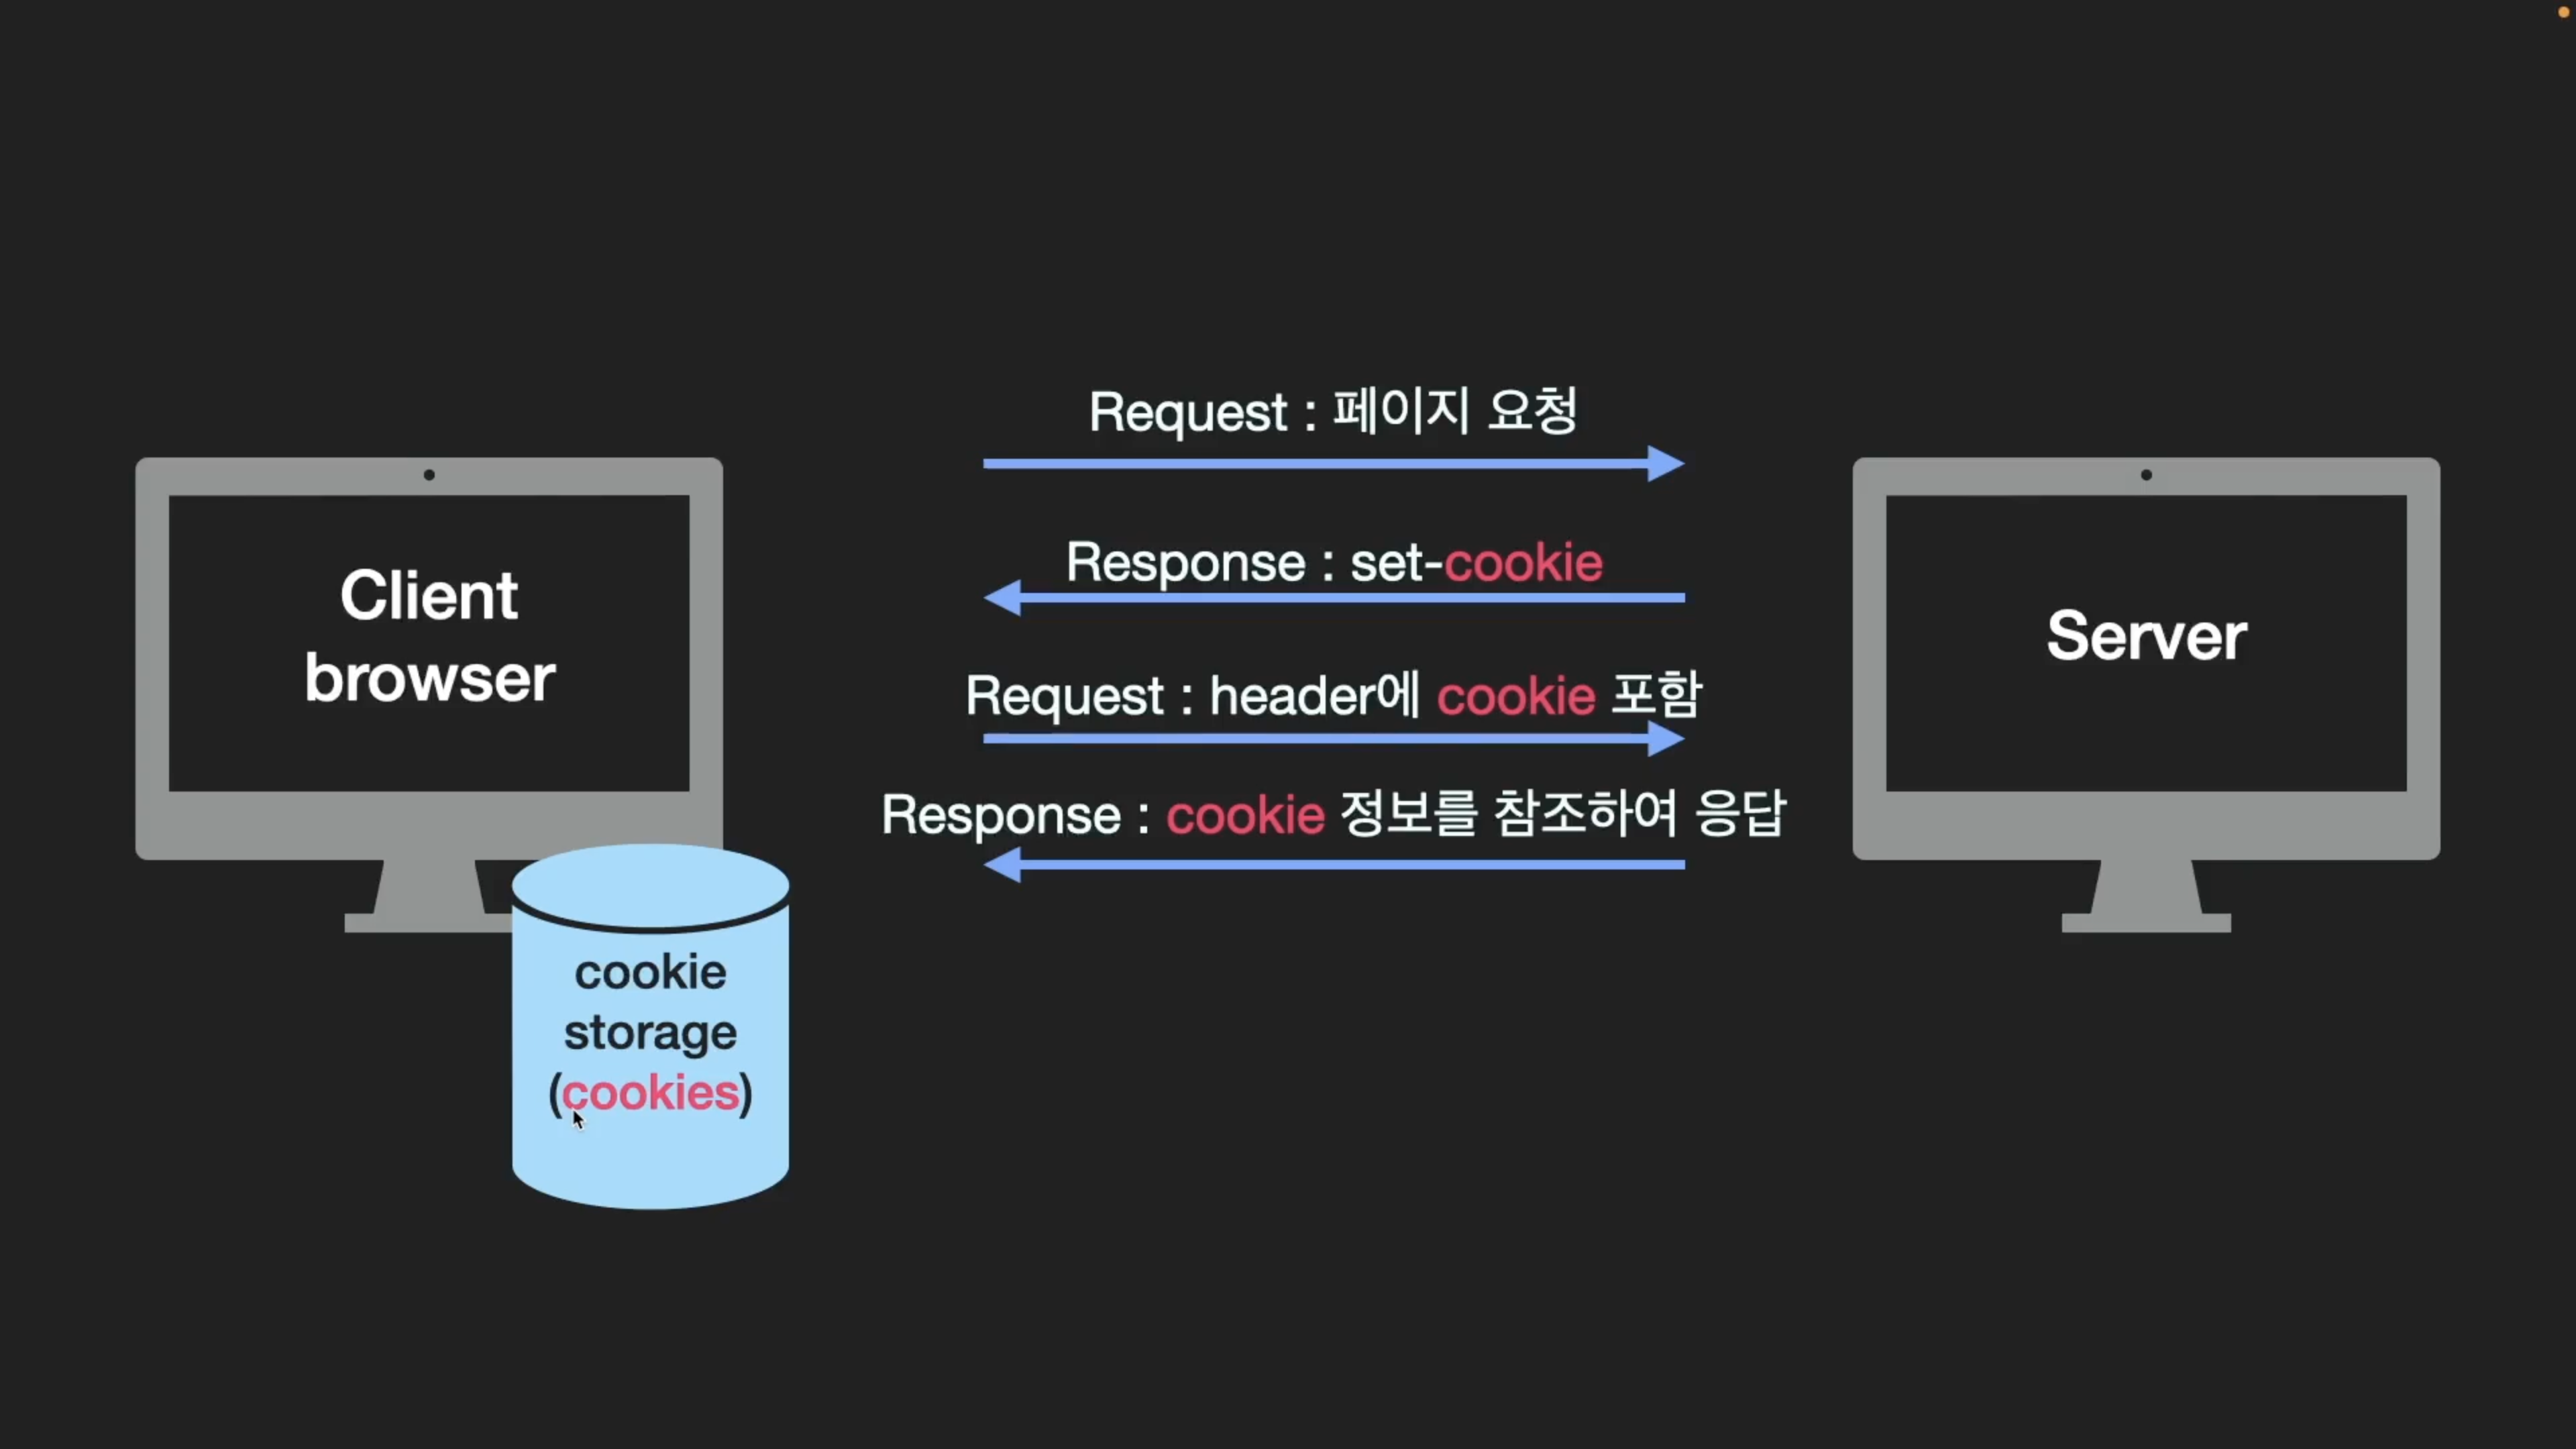 Request : 페이지 요청
Response : set-cookie
Client
browser
Server
Request : header에 cookie 포함
Response : cookie 정보를 참조하여 응답
cookie
storage
(cookies)